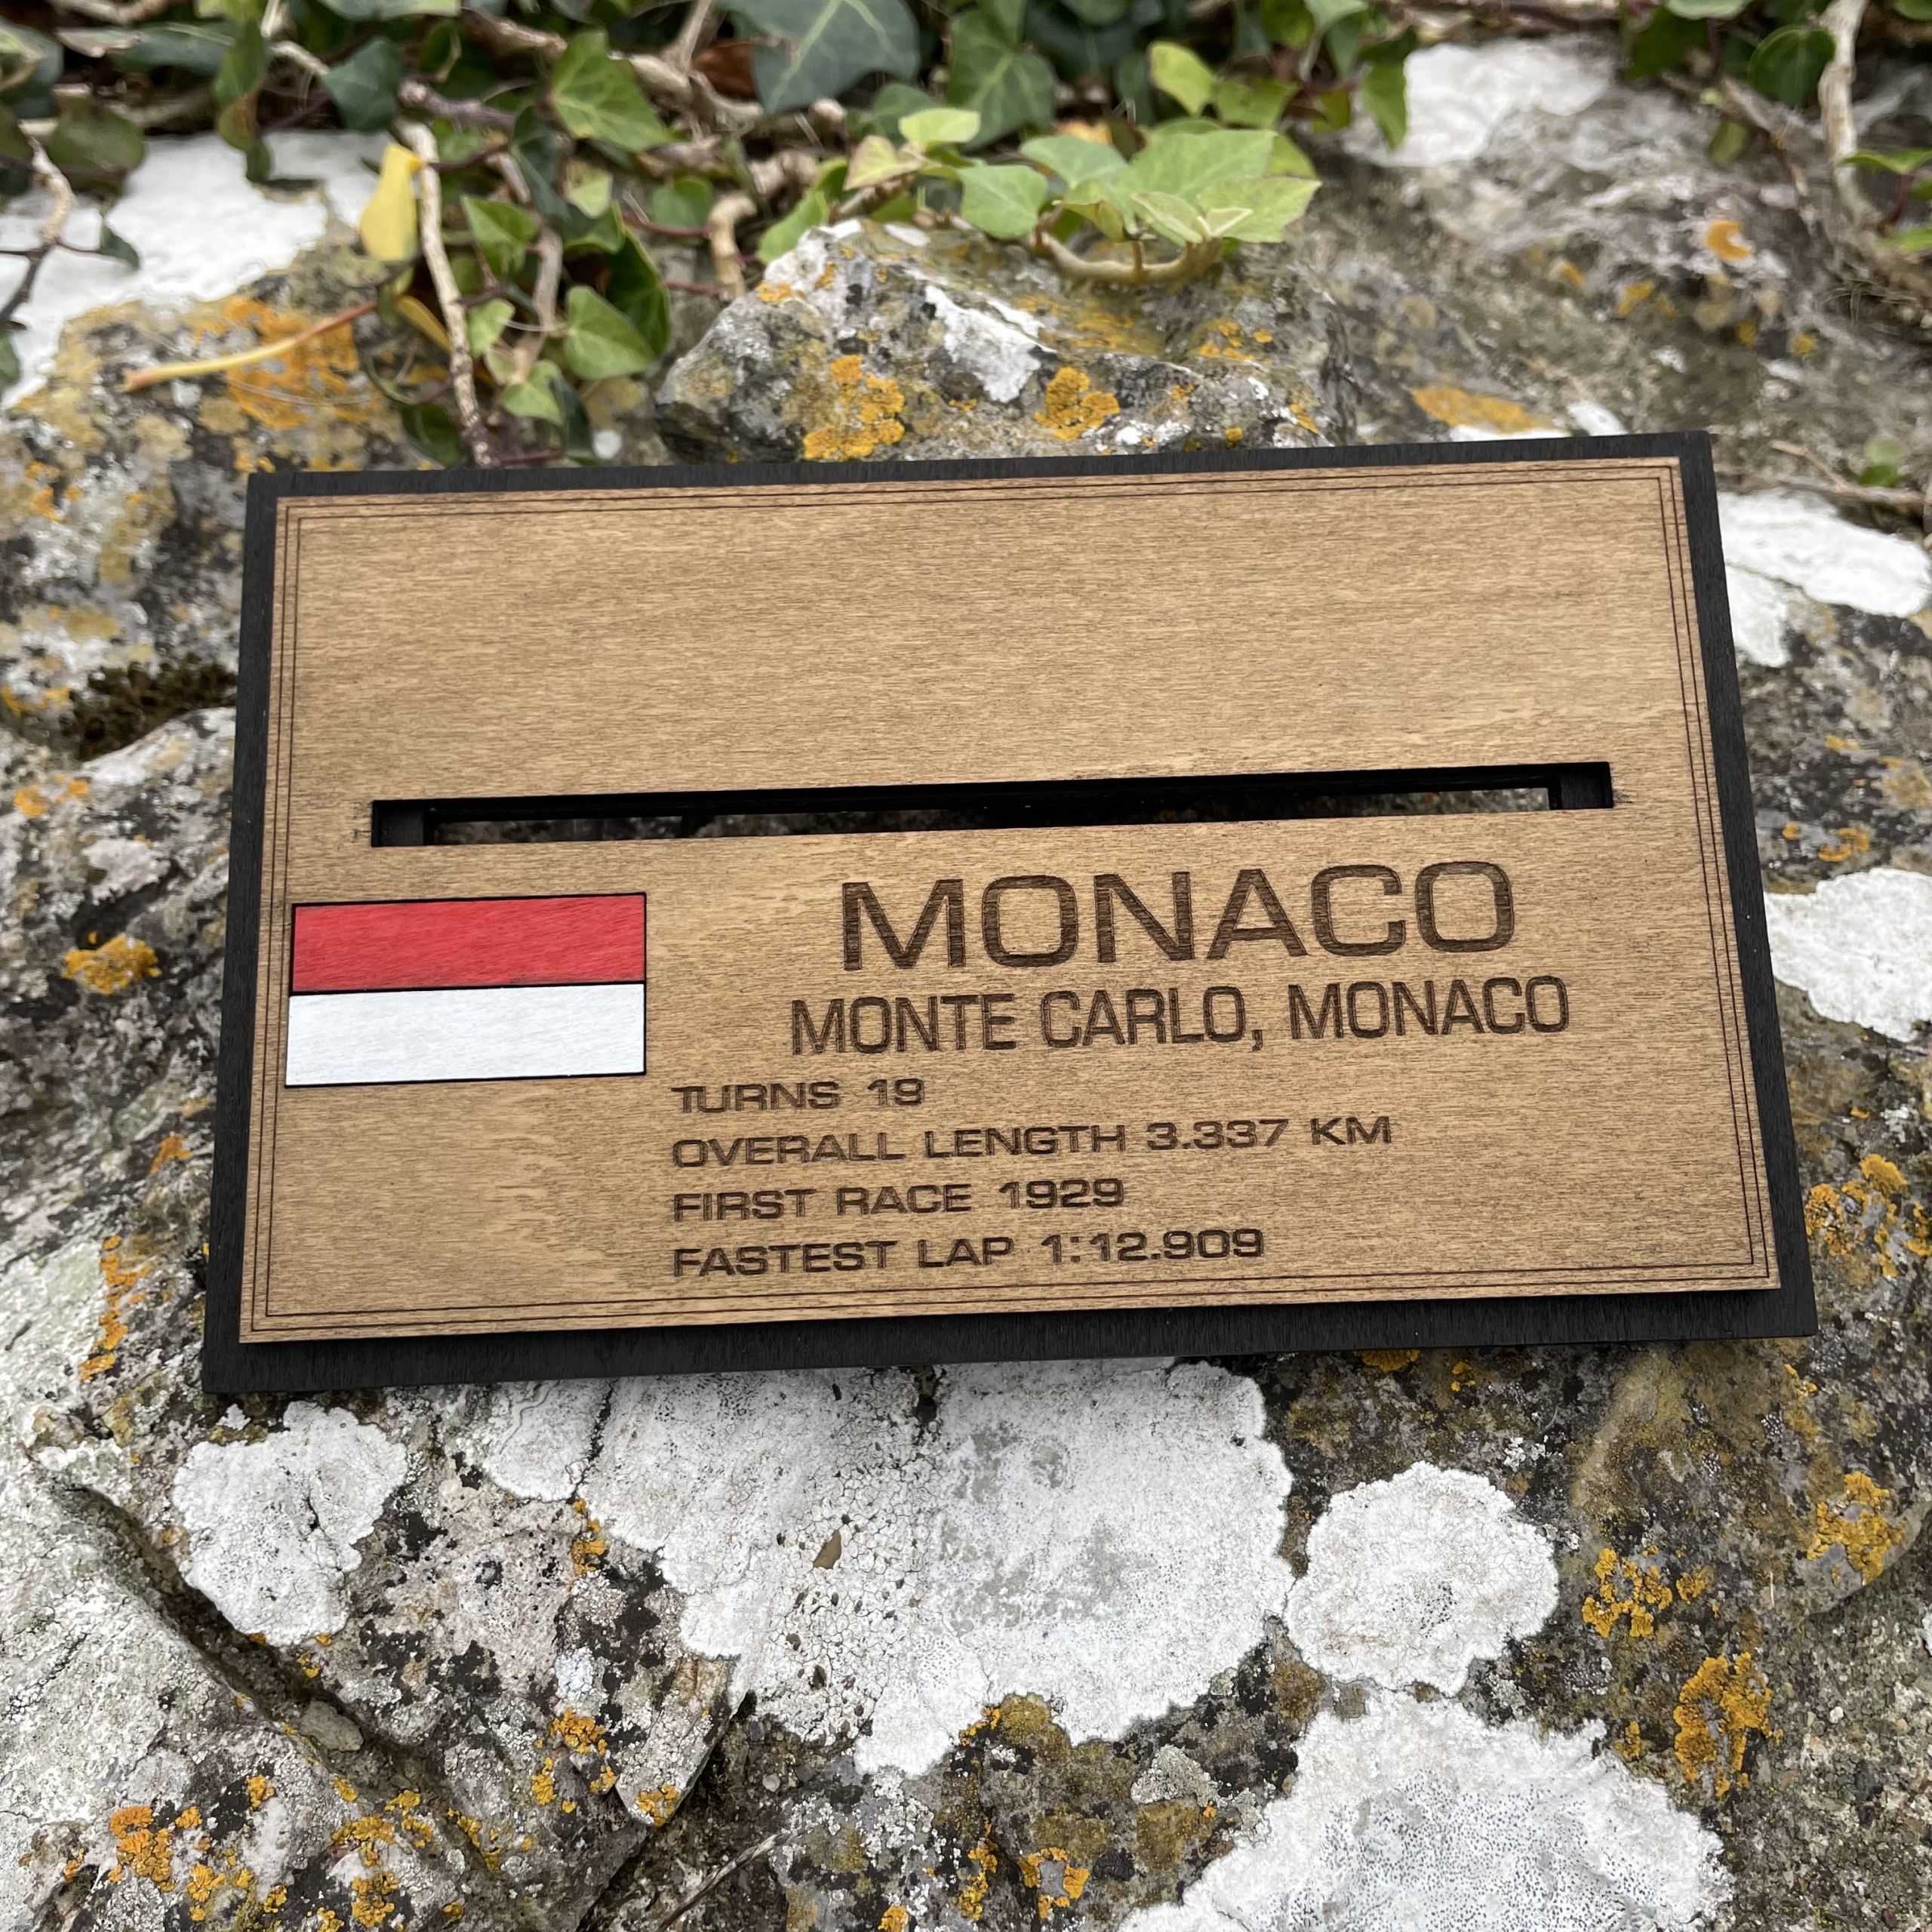 MONACO
MONTE CARLO, MONACO
TURNS 19
OVERALL LENGTH 3.337 KM
FIRST RACE 1929
FASTEST LAP 1:12.909